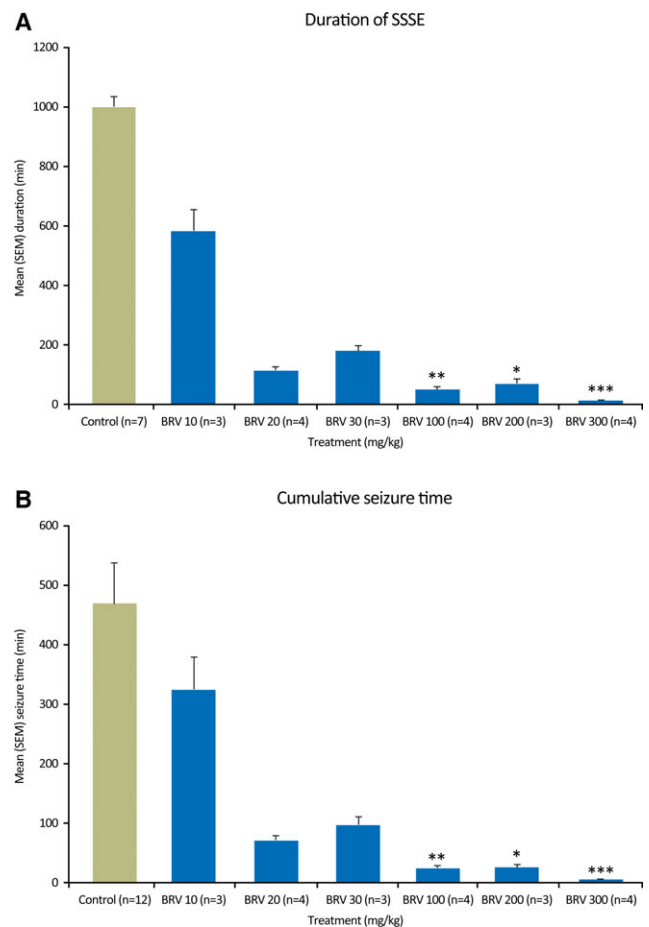 A
Duration of SSSE
Mean (SEM) duration (min)
1200
1000
800
600
400
200
0
**
*
***
Control (n=7) BRV 10 (n=3) BRV 20 (n=4) BRV 30 (n=3) BRV 100 (n=4) BRV 200 (n=3) BRV 300 (n=4)
Treatment (mg/kg)
B
Cumulative seizure time
Mean (SEM) seizure time (min)
600
500
400
300
200
100
0
**
*
***
Control (n=12) BRV 10 (n=3) BRV 20 (n=4) BRV 30 (n=3) BRV 100 (n=4) BRV 200 (n=3) BRV 300 (n=4)
Treatment (mg/kg)